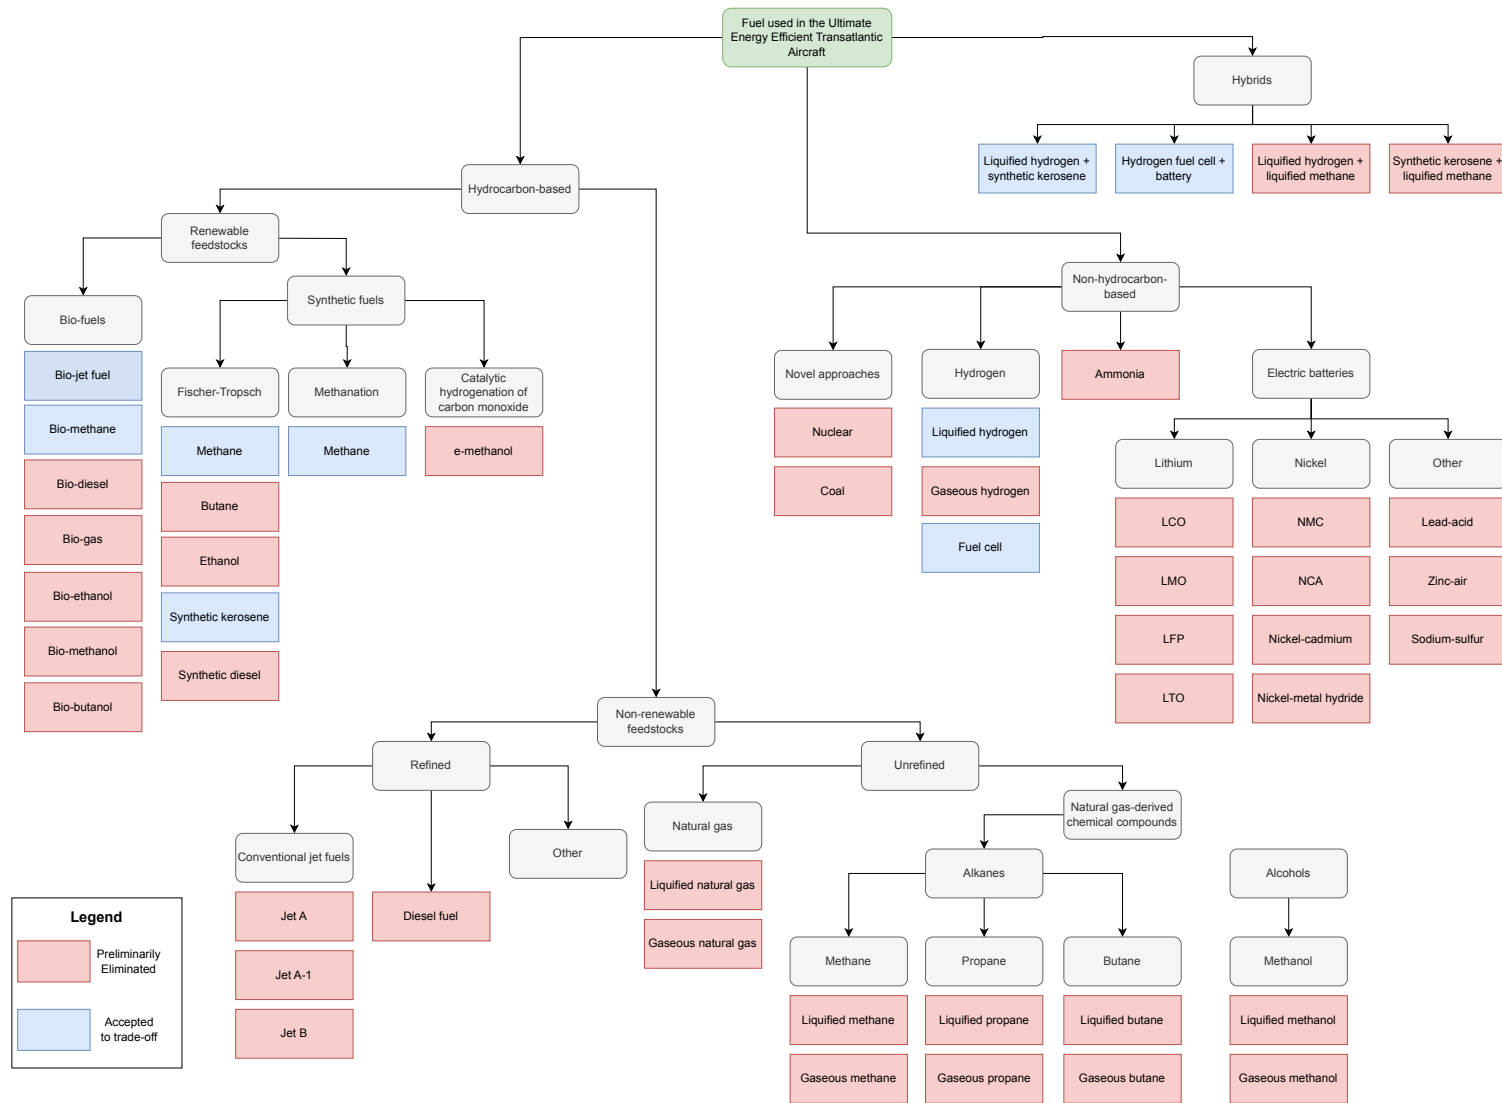 Fuel used in the Ultimate
Energy Efficient Transatlantic
Aircraft
Hybrids
Liquified hydrogen +
synthetic kerosene
Hydrogen fuel cell +
battery
Liquified hydrogen +
liquified methane
Synthetic kerosene +
liquified methane
Hydrocarbon-based
Renewable
feedstocks
Bio-fuels
Bio-jet fuel
Bio-methane
Bio-diesel
Bio-gas
Bio-ethanol
Bio-methanol
Bio-butanol
Synthetic fuels
Fischer-Tropsch
Methane
Butane
Ethanol
Synthetic kerosene
Synthetic diesel
Methanation
Methane
Catalytic
hydrogenation of
carbon monoxide
e-methanol
Non-hydrocarbon-
based
Novel approaches
Nuclear
Coal
Hydrogen
Liquified hydrogen
Gaseous hydrogen
Fuel cell
Ammonia
Electric batteries
Lithium
LCO
LMO
LFP
LTO
Nickel
NMC
NCA
Nickel-cadmium
Nickel-metal hydride
Other
Lead-acid
Zinc-air
Sodium-sulfur
Non-renewable
feedstocks
Refined
Conventional jet fuels
Jet A
Jet A-1
Jet B
Diesel fuel
Other
Unrefined
Natural gas
Liquified natural gas
Gaseous natural gas
Natural gas-derived
chemical compounds
Alkanes
Methane
Liquified methane
Gaseous methane
Propane
Liquified propane
Gaseous propane
Butane
Liquified butane
Gaseous butane
Alcohols
Methanol
Liquified methanol
Gaseous methanol
Legend
Preliminarily
Eliminated
Accepted
to trade-off